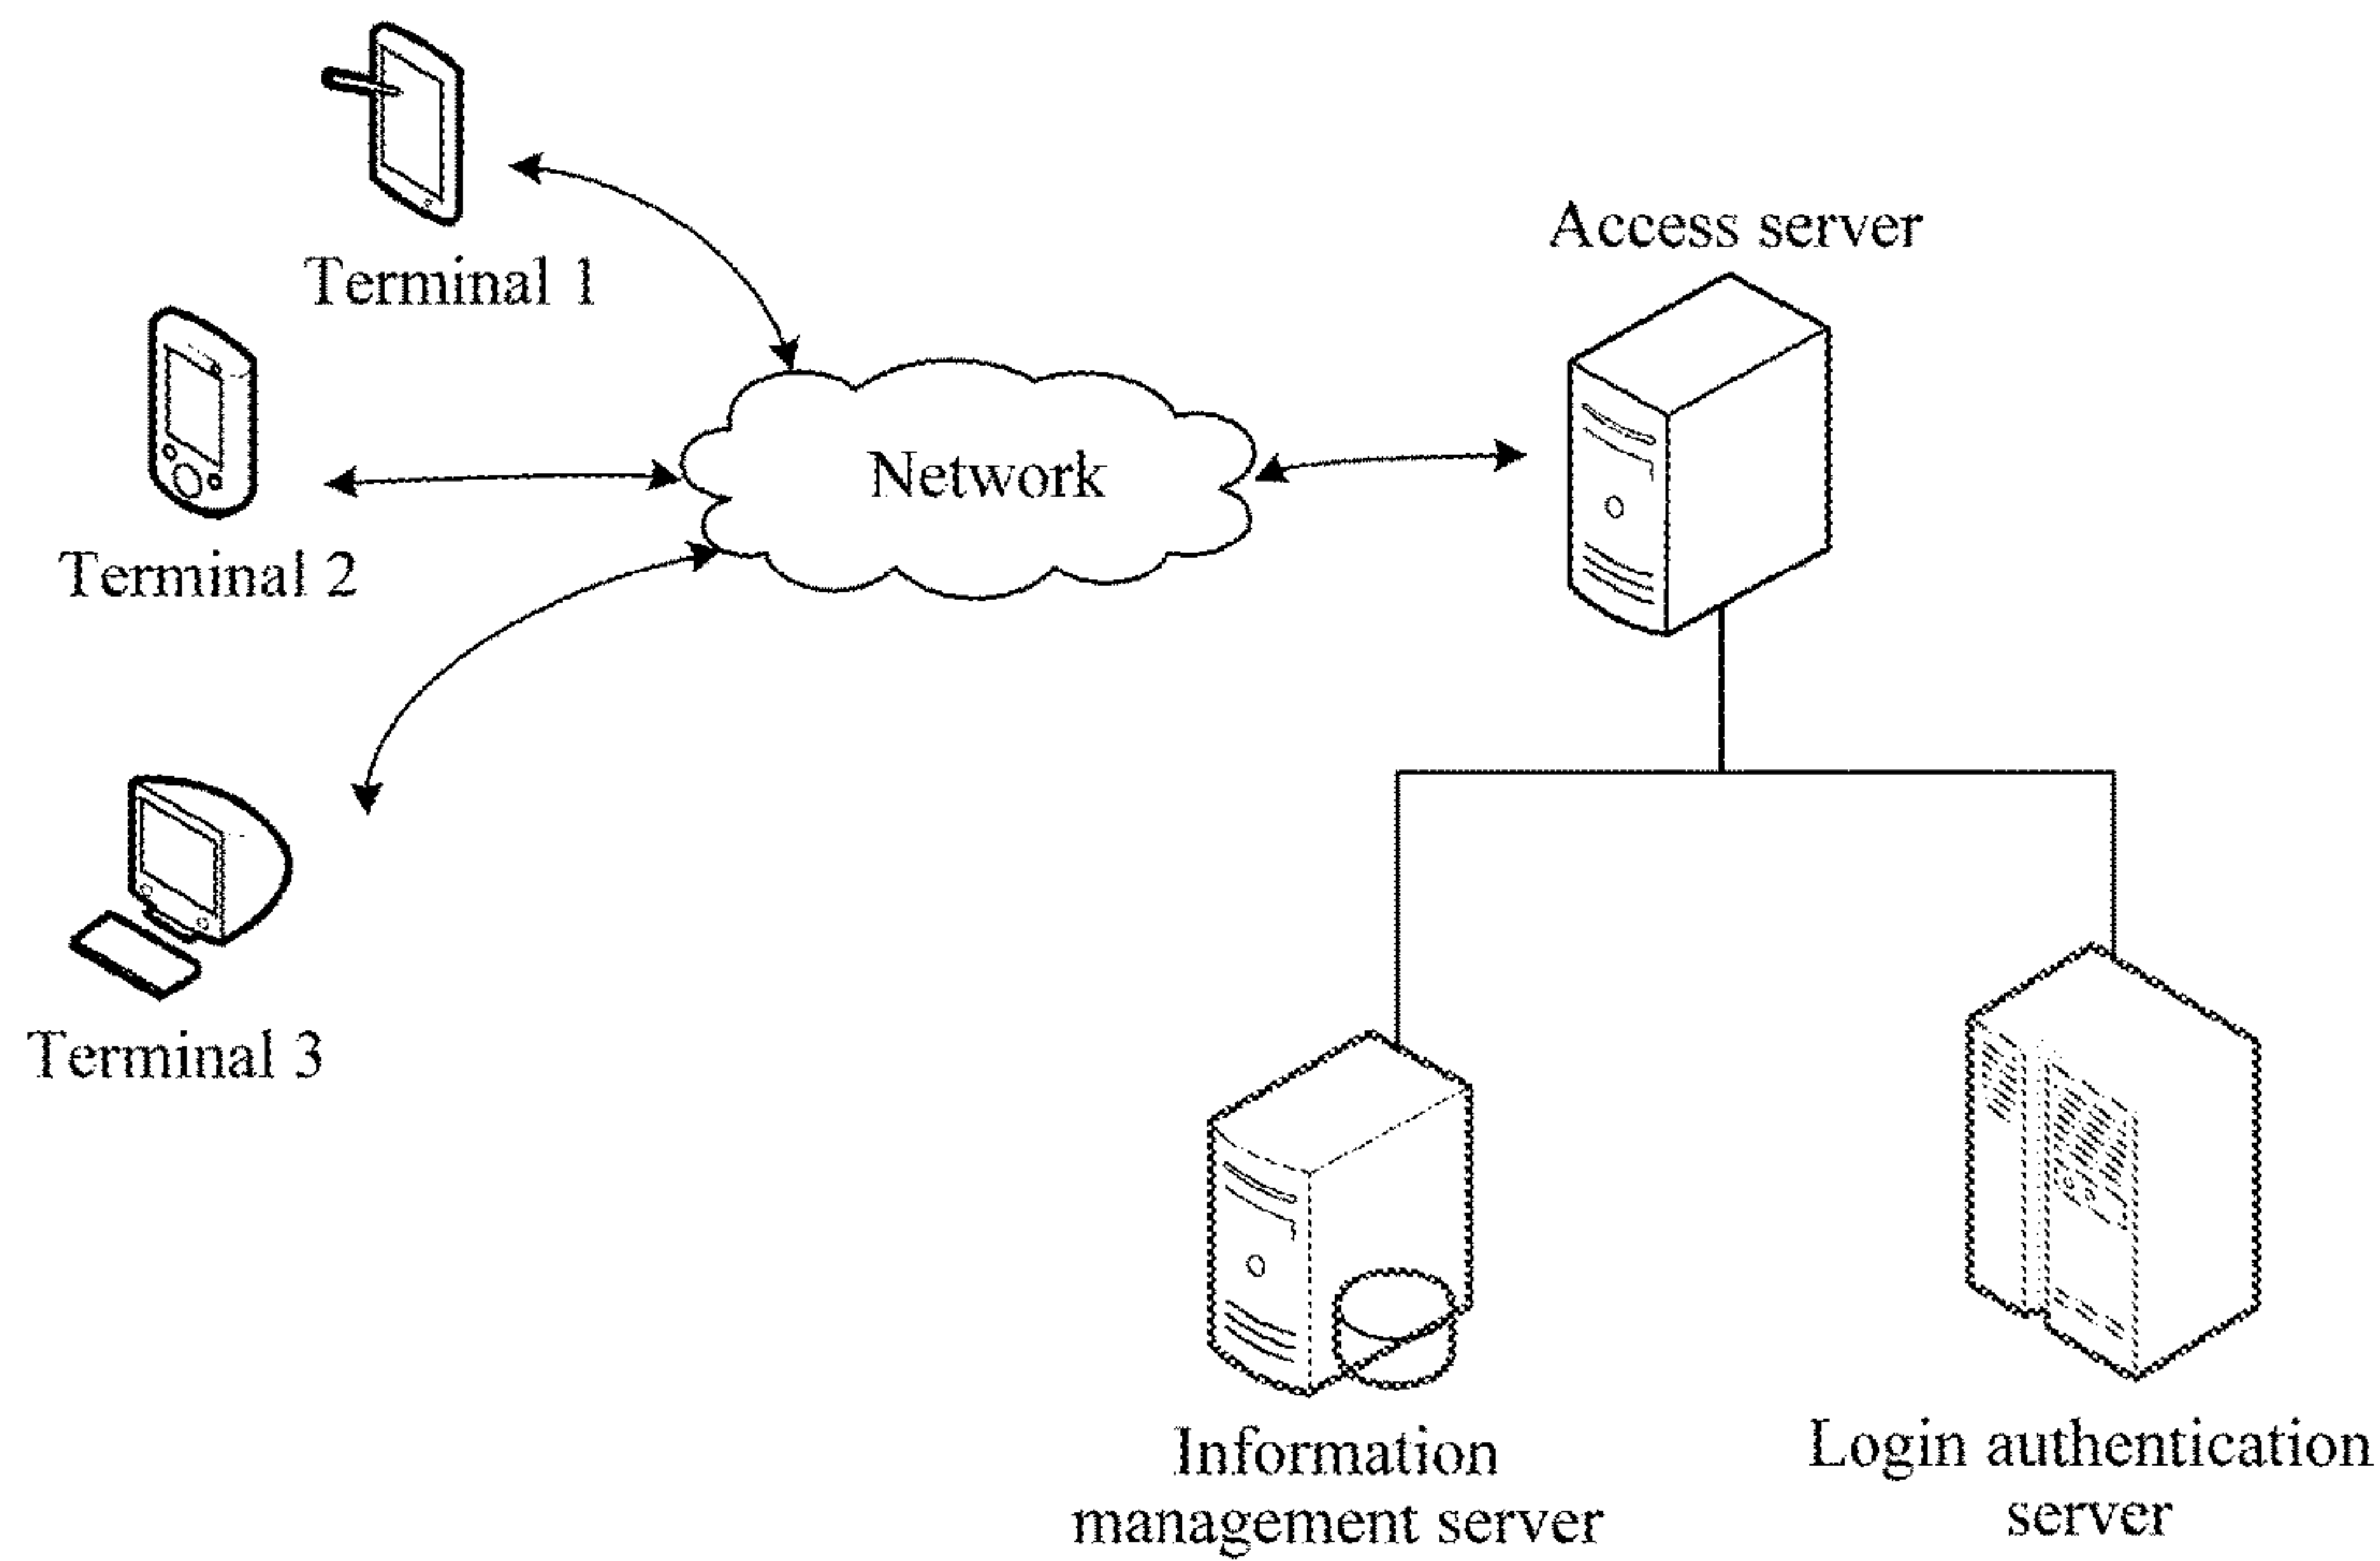 Terminal 1
Access server
Network
Terminal 2
Terminal 3
Information
management server
Login authentication
server